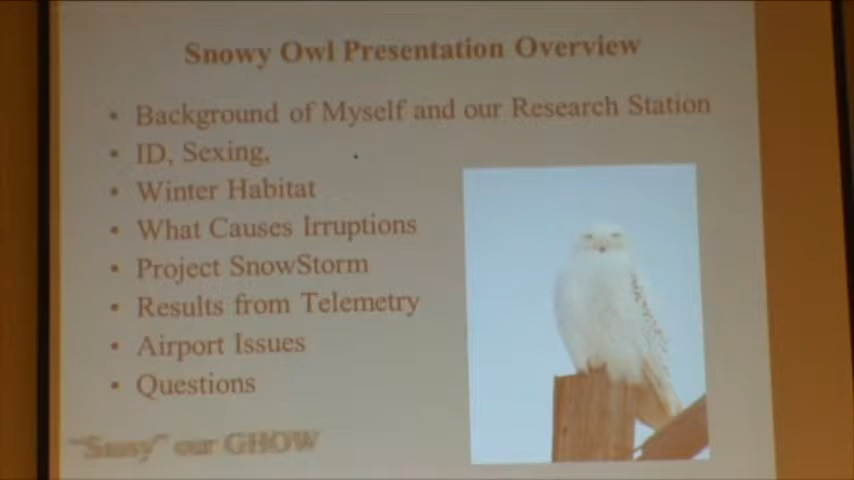 Snowy Owl Presentation Overview
• Background of Myself and our Research Station
• ID, Sexing,
• Winter Habitat
• What Causes Irruptions
• Project SnowStorm
• Results from Telemetry
• Airport Issues
• Questions
our GHOW